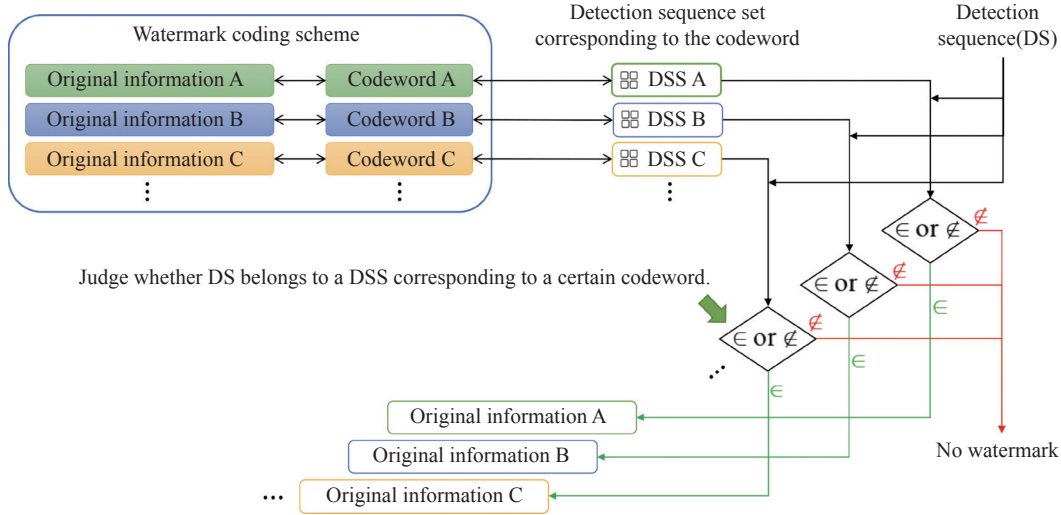 Watermark coding scheme
Detection sequence set
corresponding to the codeword
Detection
sequence(DS)
Original information A
Codeword A
DSS A
Original information B
Codeword B
DSS B
Original information C
Codeword C
DSS C
⋮
⋮
⋮
∈ or ∉
∉
∈
Judge whether DS belongs to a DSS corresponding to a certain codeword.
∈ or ∉
∉
∈
∈ or ∉
∉
∈
...
Original information A
No watermark
Original information B
... Original information C